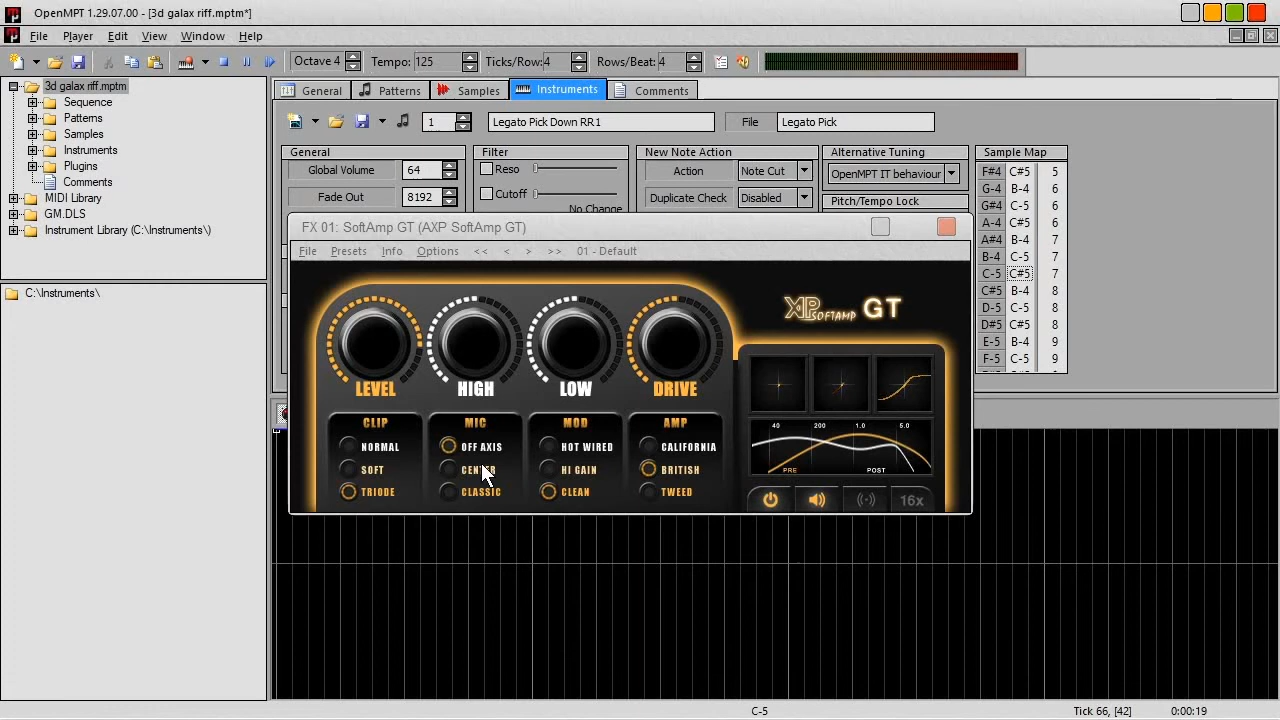 OpenMPT 1.29.07.00 - [3d galax riff.mptm*]
File Player Edit View Window Help
Octave 4 Tempo: 125 Ticks/Row: 4 Rows/Beat: 4
3d galax riff.mptm
Sequence
Patterns
Samples
Instruments
Plugins
Comments
MIDI Library
GM.DLS
Instrument Library (C:\Instruments\)
C:\Instruments\
General Patterns Samples Instruments Comments
1 Legato Pick Down RR1 File Legato Pick
General
Global Volume 64
Fade Out 8192
Filter
Reso
Cutoff
No Change
New Note Action
Action Note Cut
Duplicate Check Disabled
Alternative Tuning
OpenMPT IT behaviour
Pitch/Tempo Lock
Sample Map
F#4 C#5 5
G-4 B-4 6
G#4 C-5 6
A-4 C#5 6
A#4 B-4 7
B-4 C-5 7
C-5 C#5 7
C#5 B-4 8
D-5 C-5 8
D#5 C#5 8
E-5 B-4 9
F-5 C-5 9
FX 01: SoftAmp GT (AXP SoftAmp GT)
File Presets Info Options << < > >> 01 - Default
LEVEL HIGH LOW DRIVE
XP SOFTAMP GT
CLIP
NORMAL
SOFT
TRIODE
MIC
OFF AXIS
CENTER
CLASSIC
MOD
HOT WIRED
HI GAIN
CLEAN
AMP
CALIFORNIA
BRITISH
TWEED
40 200 1.0 5.0
PRE POST
16x
C-5 Tick 66, [42] 0:00:19